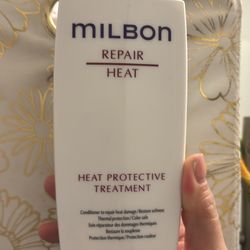 MILBON
REPAIR
HEAT
HEAT PROTECTIVE
TREATMENT
Conditioner to repair heat damage / Restore softness
Thermal protection / Color safe
Soin réparateur des dommages thermiques
Restaure la souplesse
Protection thermique / Protection couleur